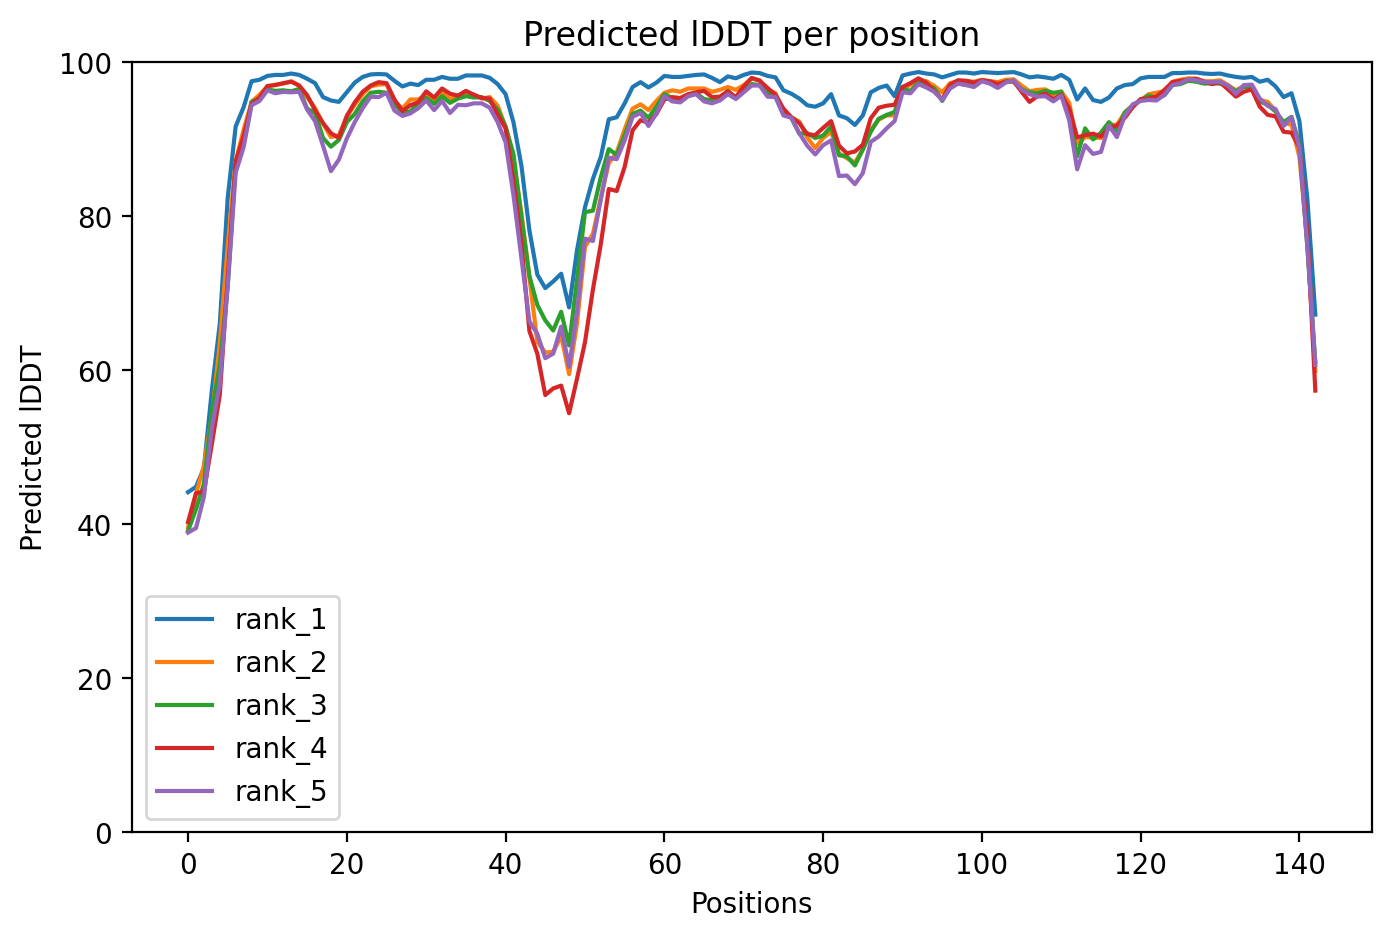 Predicted lDDT per position
100
80
60
40
20
0
Predicted lDDT
rank_1
rank_2
rank_3
rank_4
rank_5
0 20 40 60 80 100 120 140
Positions